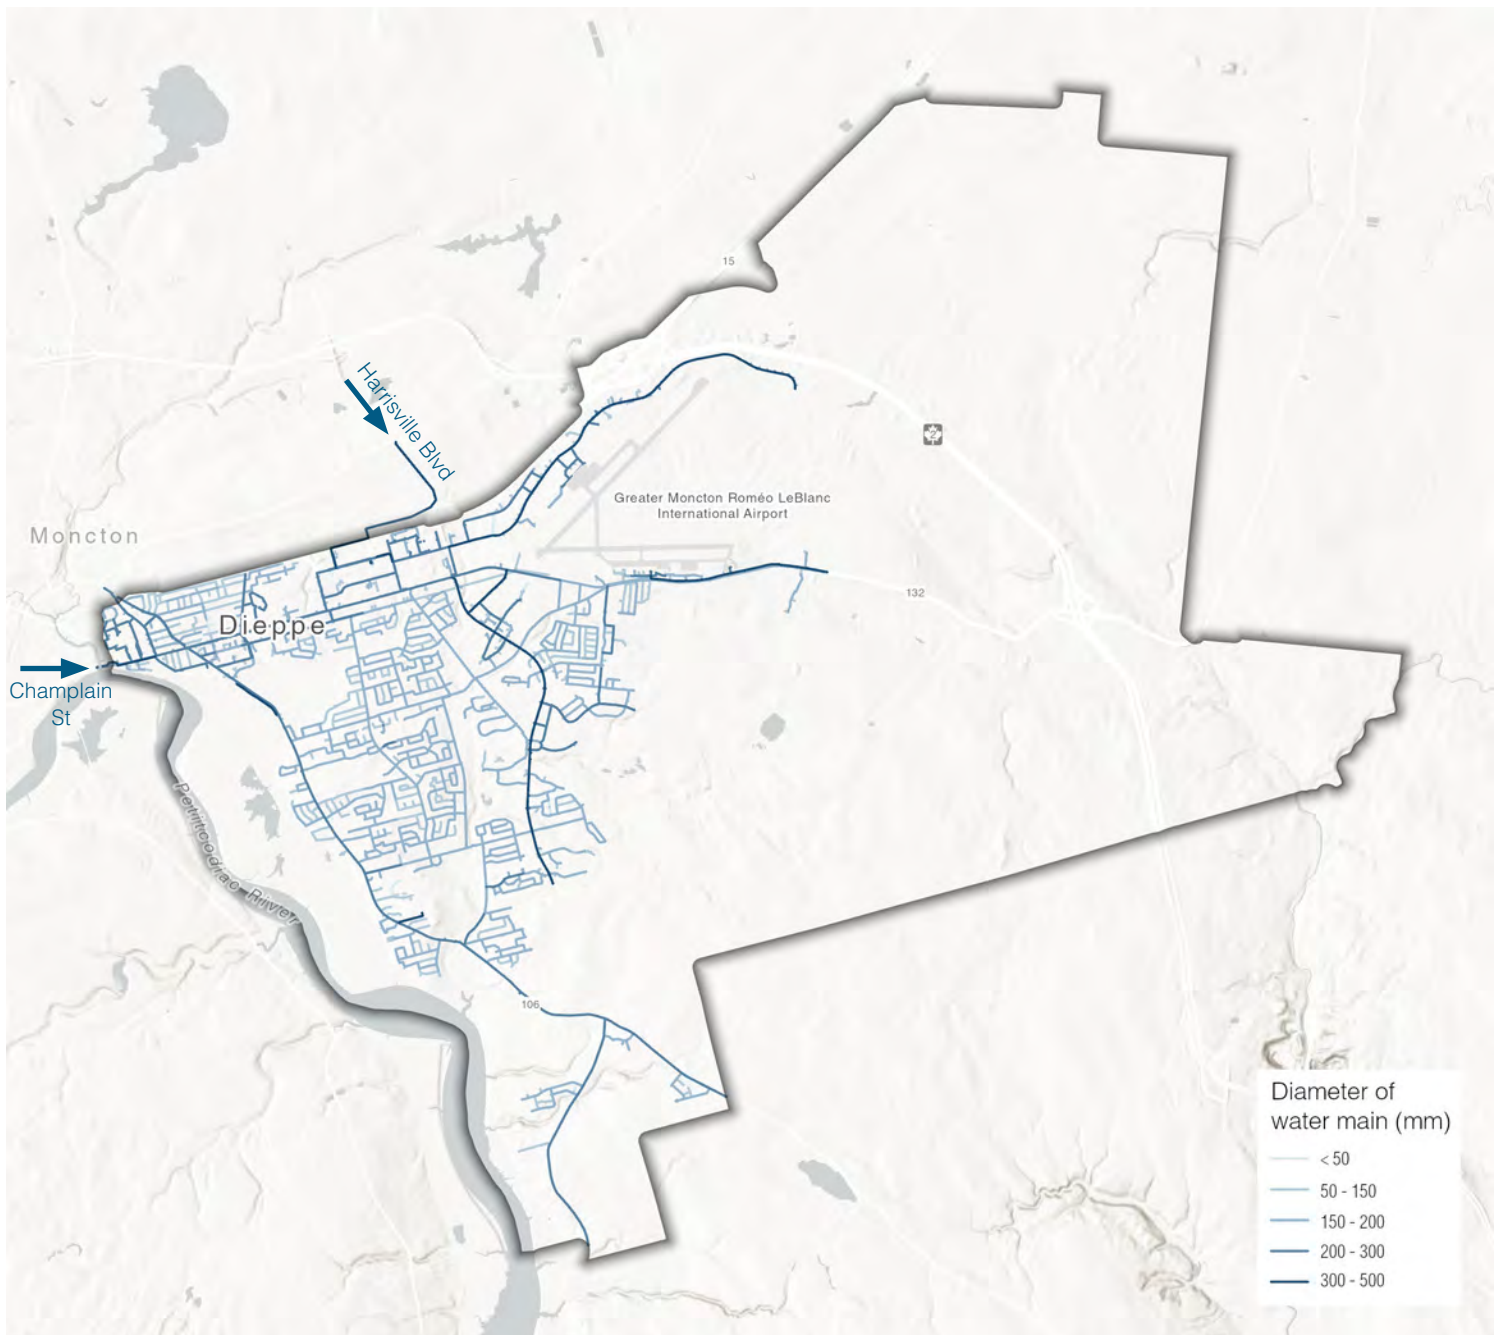 15
Harrisville Blvd
2
Greater Moncton Roméo LeBlanc
International Airport
Moncton
132
Dieppe
Champlain
St
Petitcodiac River
106
Diameter of
water main (mm)
< 50
50 - 150
150 - 200
200 - 300
300 - 500